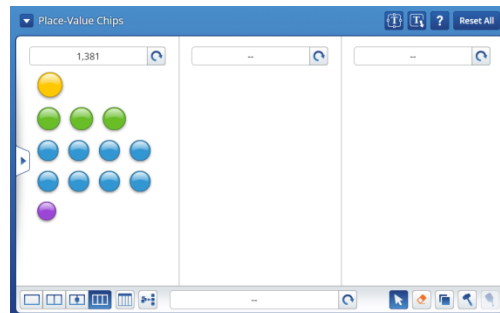 Place-Value Chips
T
T
?
Reset All
1,381
--
--
--